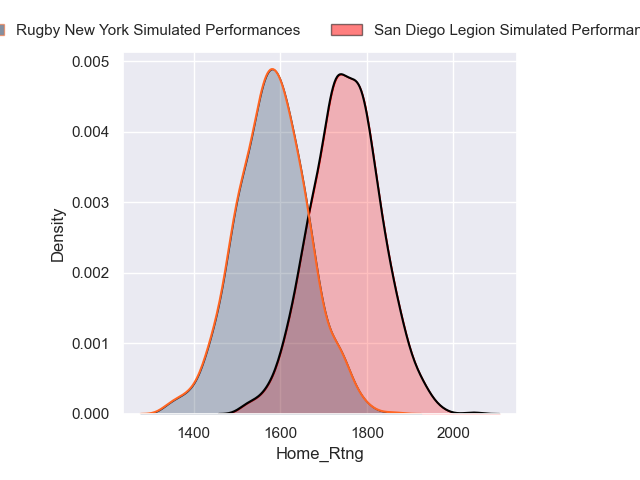 Rugby New York Simulated Performances San Diego Legion Simulated
0.005
0.004
0.003
0.002
0.001
0.000
Density
1400 1600 1800 2000
Home_Rtng